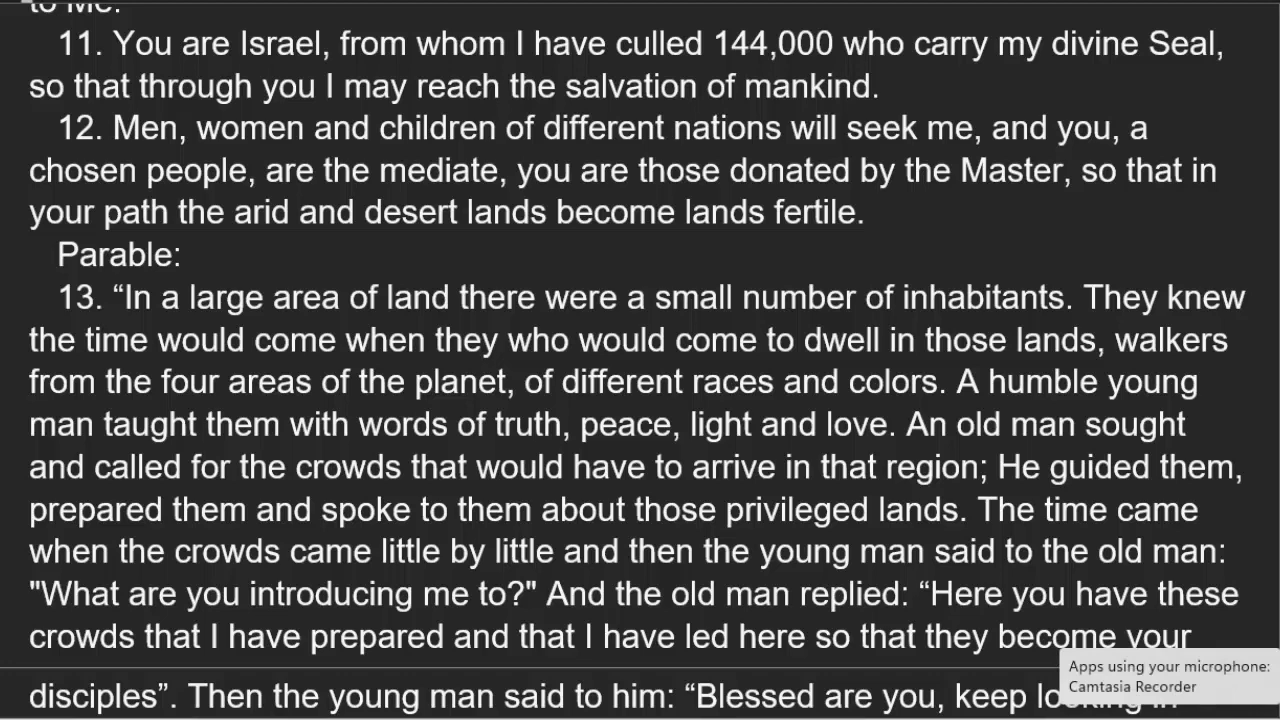 to Me.
11. You are Israel, from whom I have culled 144,000 who carry my divine Seal,
so that through you I may reach the salvation of mankind.
12. Men, women and children of different nations will seek me, and you, a
chosen people, are the mediate, you are those donated by the Master, so that in
your path the arid and desert lands become lands fertile.
Parable:
13. “In a large area of land there were a small number of inhabitants. They knew
the time would come when they who would come to dwell in those lands, walkers
from the four areas of the planet, of different races and colors. A humble young
man taught them with words of truth, peace, light and love. An old man sought
and called for the crowds that would have to arrive in that region; He guided them,
prepared them and spoke to them about those privileged lands. The time came
when the crowds came little by little and then the young man said to the old man:
"What are you introducing me to?" And the old man replied: “Here you have these
crowds that I have prepared and that I have led here so that they become your
disciples”. Then the young man said to him: “Blessed are you, keep looking in
Apps using your microphone:
Camtasia Recorder